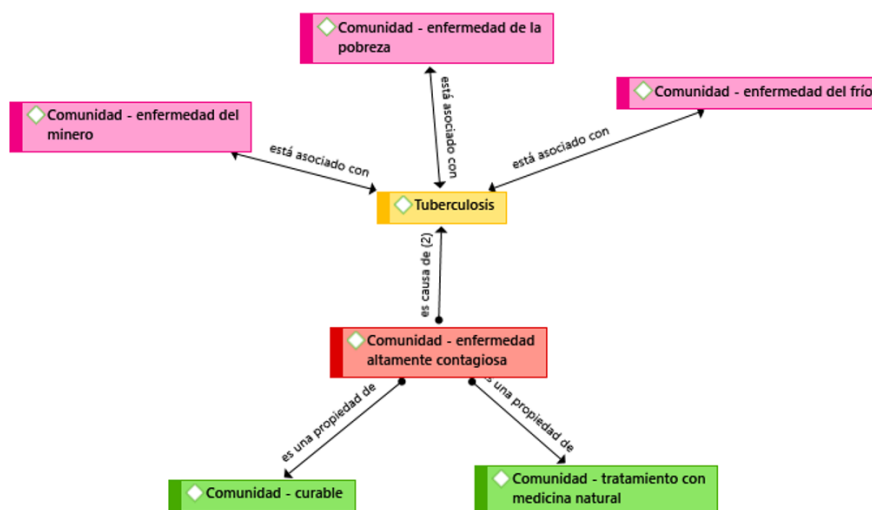 Comunidad - enfermedad de la
pobreza
Comunidad - enfermedad del frío
Comunidad - enfermedad del
minero
está asociado con
está asociado con
está asociado con
Tuberculosis
es causa de (2)
Comunidad - enfermedad
altamente contagiosa
es una propiedad de
es una propiedad de
Comunidad - curable
Comunidad - tratamiento con
medicina natural